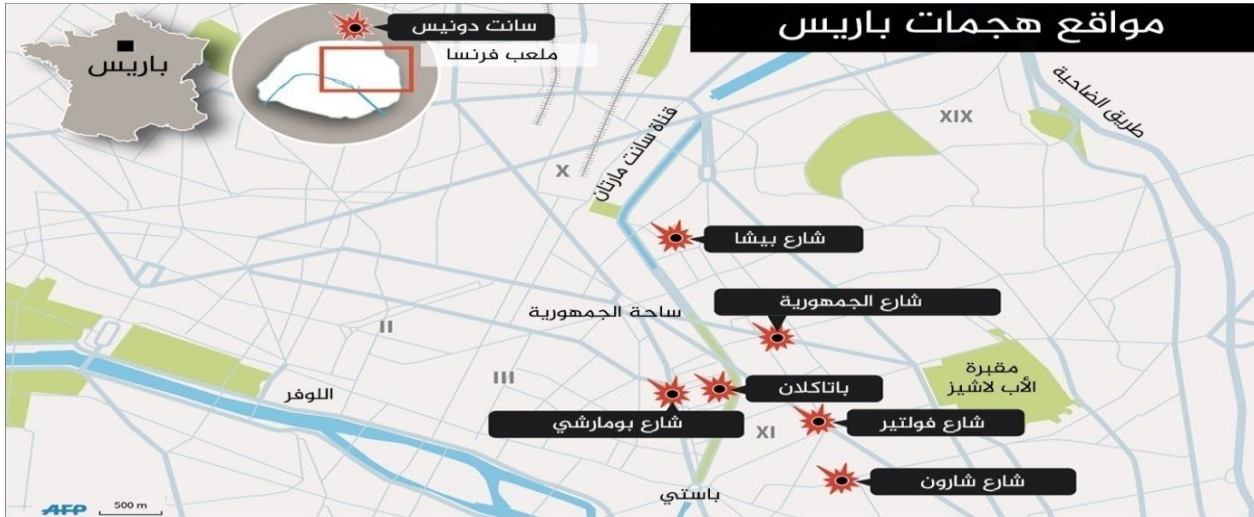 مواقع هجمات باريس
سانت دونيس
ملعب فرنسا
باريس
طريق الضاحية
XIX
قناة سانت مارتان
X
شارع بيشا
شارع الجمهورية
ساحة الجمهورية
II
مقبرة
الأب لاشيز
باتاكلان
III
اللوفر
شارع فولتير
شارع بومارشي
XI
شارع شارون
باستي
500 m
AFP